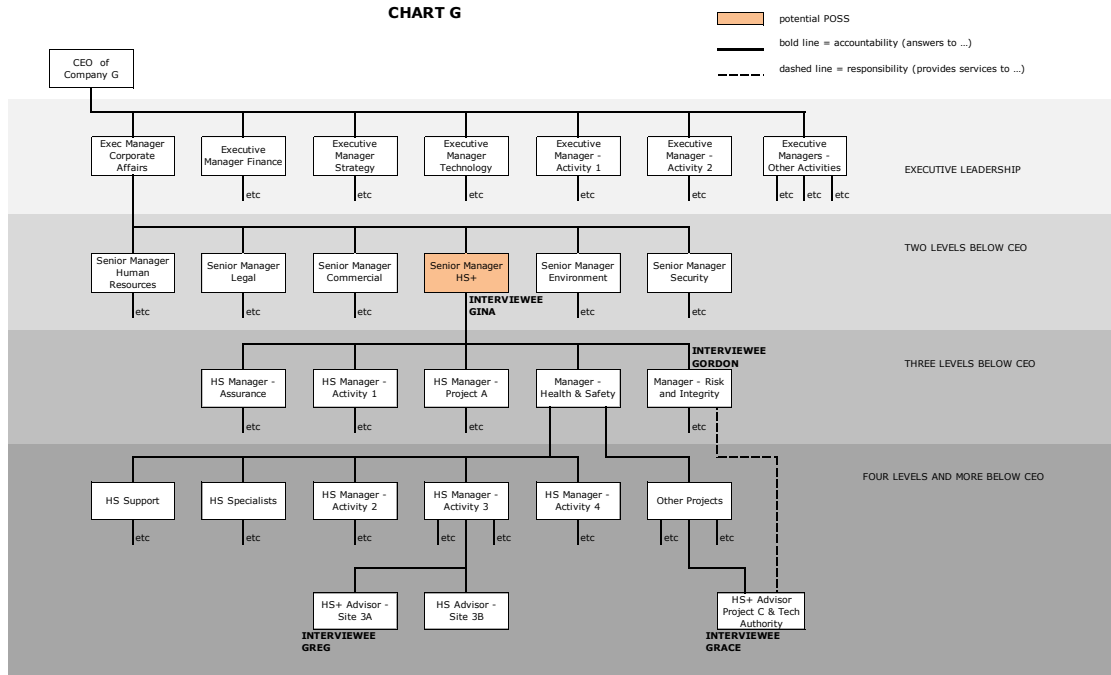 CHART G
potential POSS
bold line = accountability (answers to ...)
dashed line = responsibility (provides services to ...)
CEO of
Company G
Exec Manager
Corporate
Affairs
Executive
Manager Finance
Executive
Manager
Strategy
Executive
Manager
Technology
Executive
Manager -
Activity 1
Executive
Manager -
Activity 2
Executive
Managers -
Other Activities
EXECUTIVE LEADERSHIP
etc
etc
etc
etc
etc
etc
etc
etc
TWO LEVELS BELOW CEO
Senior Manager
Human
Resources
Senior Manager
Legal
Senior Manager
Commercial
Senior Manager
HS+
Senior Manager
Environment
Senior Manager
Security
INTERVIEWEE
GINA
etc
etc
etc
etc
etc
INTERVIEWEE
GORDON
THREE LEVELS BELOW CEO
HS Manager -
Assurance
HS Manager -
Activity 1
HS Manager -
Project A
Manager -
Health & Safety
Manager - Risk
and Integrity
etc
etc
etc
etc
FOUR LEVELS AND MORE BELOW CEO
HS Support
HS Specialists
HS Manager -
Activity 2
HS Manager -
Activity 3
HS Manager -
Activity 4
Other Projects
etc
etc
etc
etc
etc
etc
etc
etc
HS+ Advisor -
Site 3A
HS Advisor -
Site 3B
HS+ Advisor
Project C & Tech
Authority
INTERVIEWEE
GREG
INTERVIEWEE
GRACE